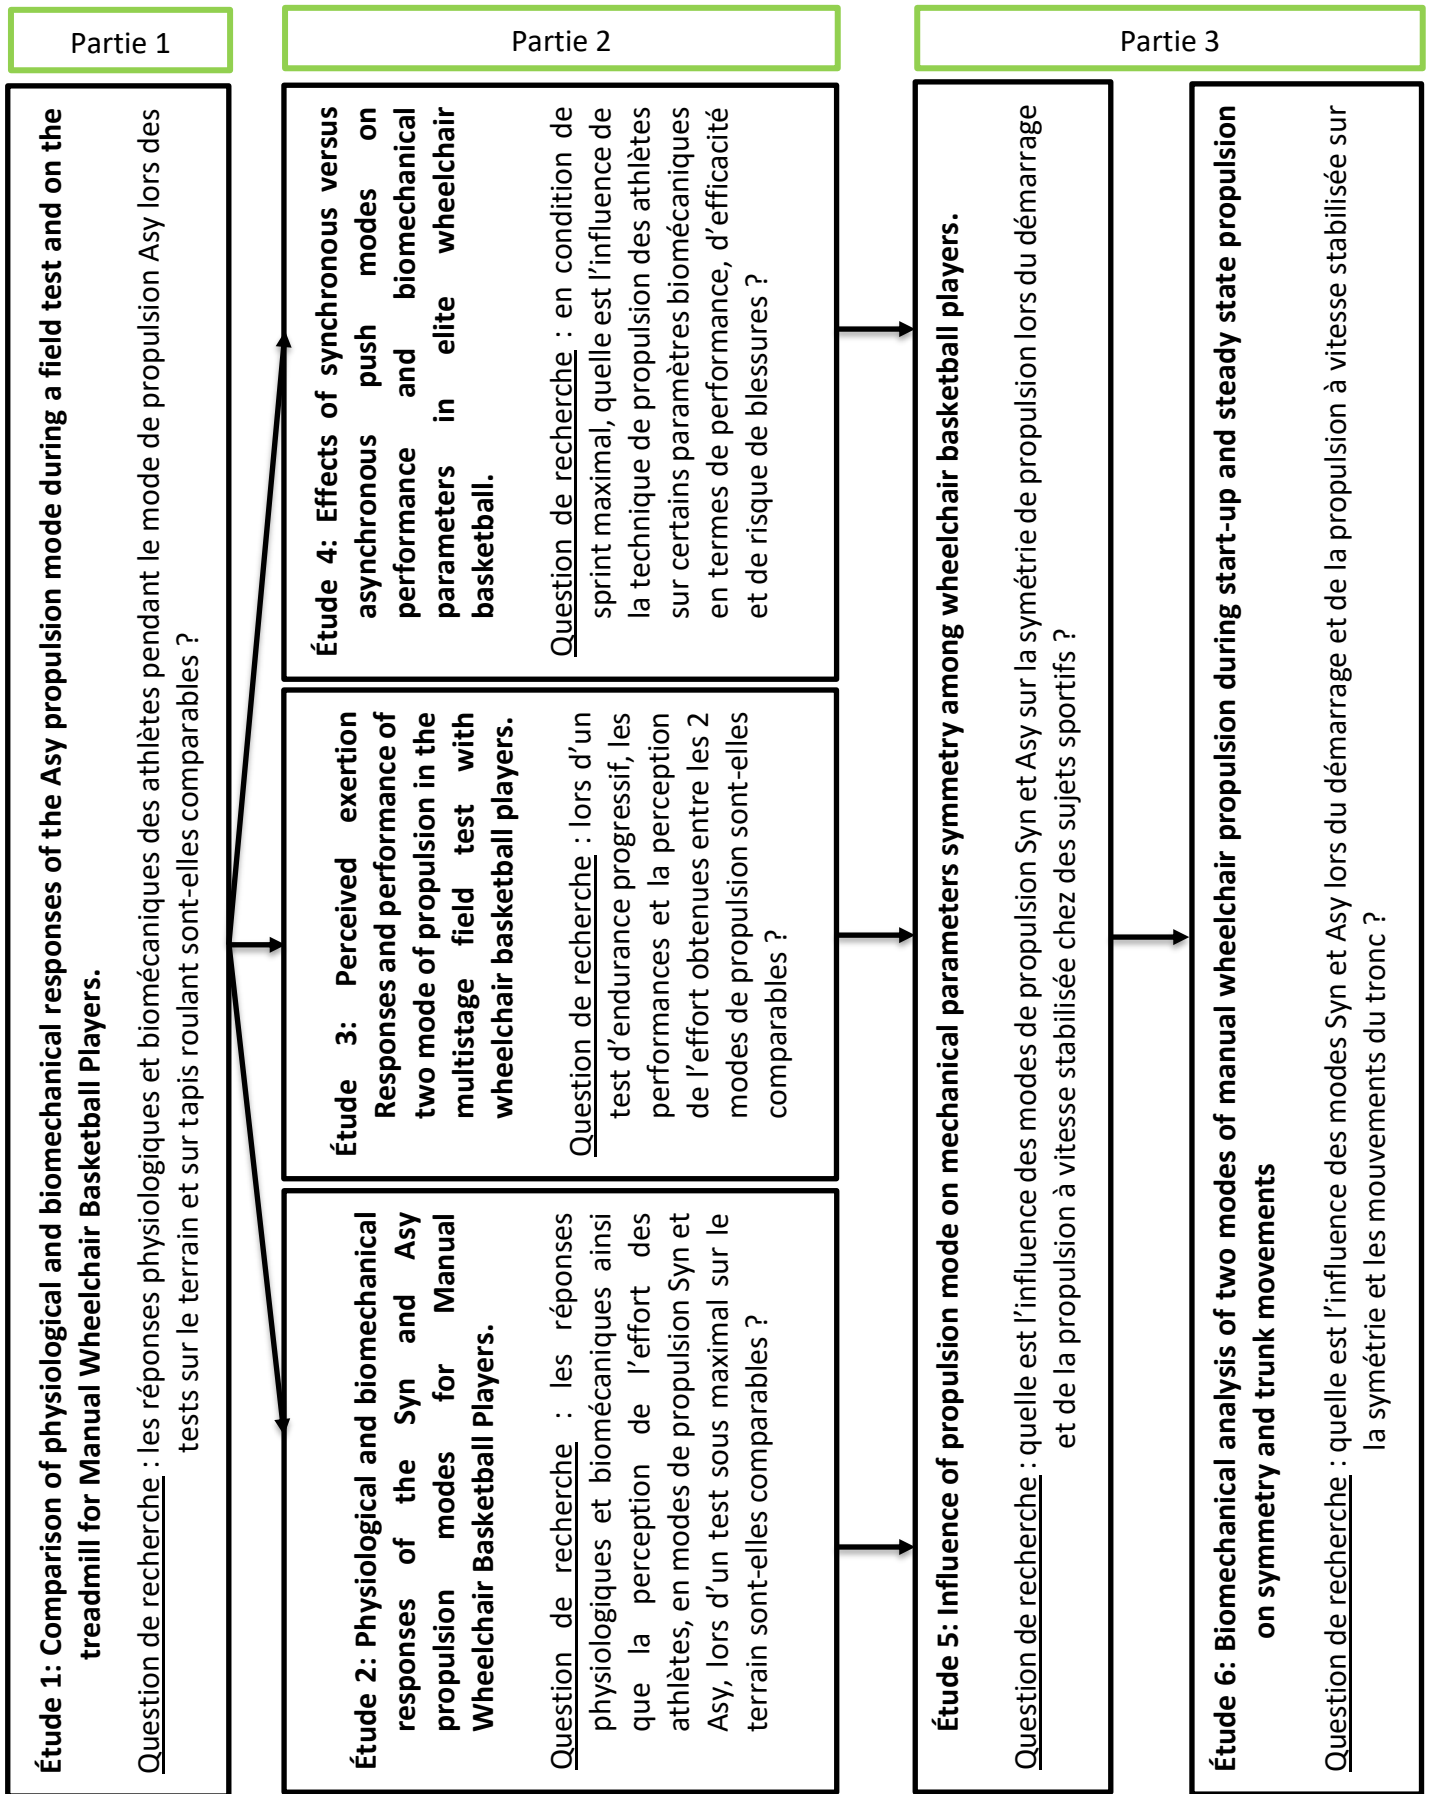 Partie 1
Étude 1: Comparison of physiological and biomechanical responses of the Asy propulsion mode during a field test and on the
treadmill for Manual Wheelchair Basketball Players.
Question de recherche : les réponses physiologiques et biomécaniques des athlètes pendant le mode de propulsion Asy lors des
tests sur le terrain et sur tapis roulant sont-elles comparables ?
Partie 2
Étude 2: Physiological and biomechanical
responses of the Syn and Asy
propulsion modes for Manual
Wheelchair Basketball Players.
Question de recherche : les réponses
physiologiques et biomécaniques ainsi
que la perception de l'effort des
athlètes, en modes de propulsion Syn et
Asy, lors d'un test sous maximal sur le
terrain sont-elles comparables ?
Étude 3: Perceived exertion
Responses and performance of
two mode of propulsion in the
multistage field test with
wheelchair basketball players.
Question de recherche : lors d'un
test d'endurance progressif, les
performances et la perception
de l'effort obtenues entre les 2
modes de propulsion sont-elles
comparables ?
Étude 4: Effects of synchronous versus
asynchronous push modes on
performance and biomechanical
parameters in elite wheelchair
basketball.
Question de recherche : en condition de
sprint maximal, quelle est l'influence de
la technique de propulsion des athlètes
sur certains paramètres biomécaniques
en termes de performance, d'efficacité
et de risque de blessures ?
Partie 3
Étude 5: Influence of propulsion mode on mechanical parameters symmetry among wheelchair basketball players.
Question de recherche : quelle est l'influence des modes de propulsion Syn et Asy sur la symétrie de propulsion lors du démarrage
et de la propulsion à vitesse stabilisée chez des sujets sportifs ?
Étude 6: Biomechanical analysis of two modes of manual wheelchair propulsion during start-up and steady state propulsion
on symmetry and trunk movements
Question de recherche : quelle est l'influence des modes Syn et Asy lors du démarrage et de la propulsion à vitesse stabilisée sur
la symétrie et les mouvements du tronc ?